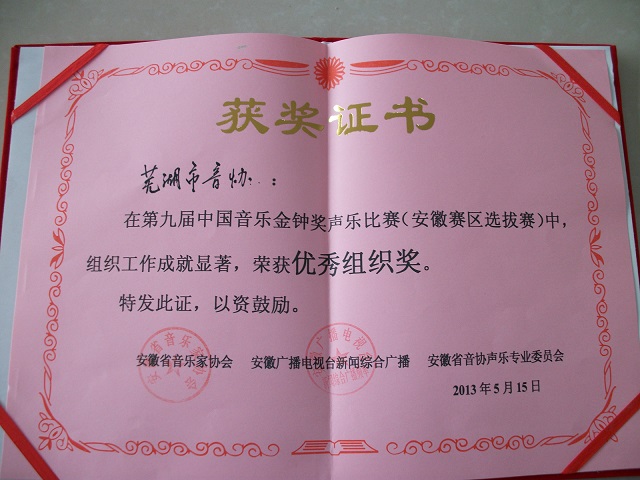 获奖证书
芜湖市音协：
在第九届中国音乐金钟奖声乐比赛（安徽赛区选拔赛）中，
组织工作成就显著，荣获优秀组织奖。
特发此证，以资鼓励。
安徽省音乐家协会 安徽广播电视台新闻综合广播 安徽省音协声乐专业委员会
2013年5月15日